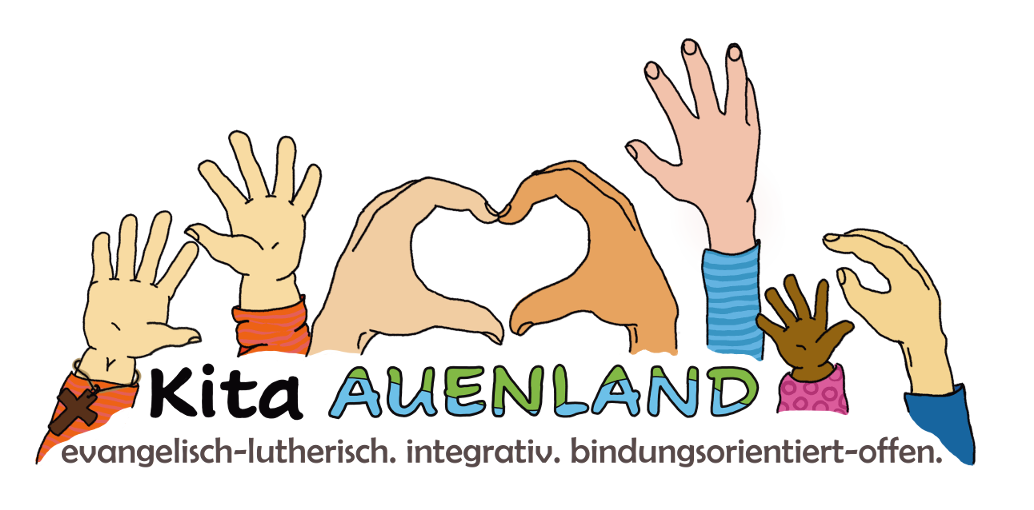 Kita AUENLAND
evangelisch-lutherisch. integrativ. bindungsorientiert-offen.